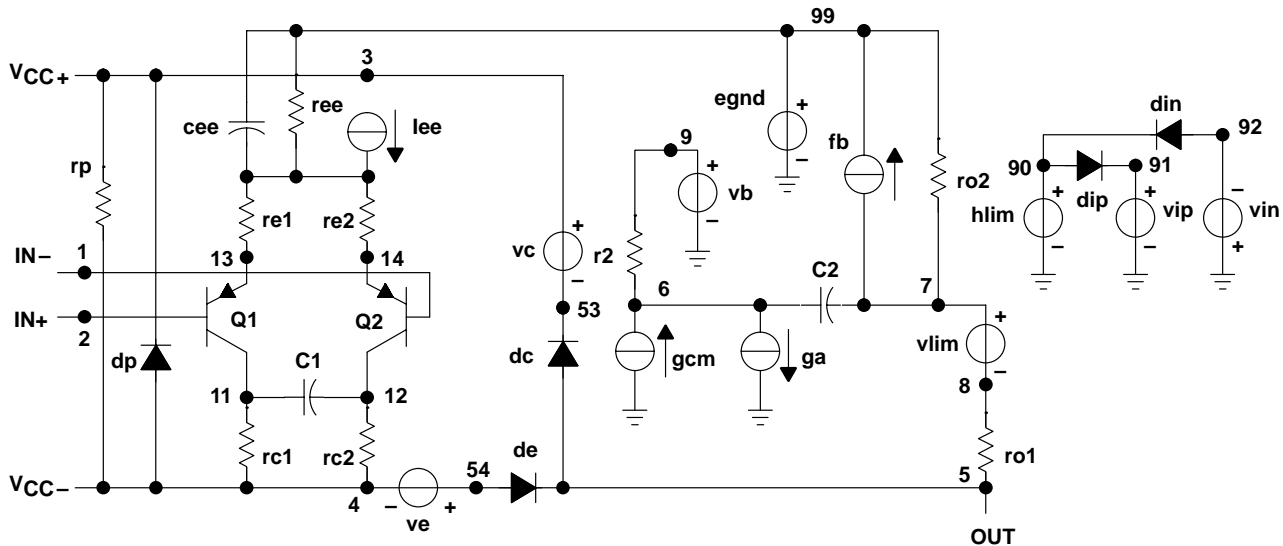 99
3
VCC+
ree
cee
Iee
egnd
fb
din
92
9
rp
vb
90
91
ro2
hlim
dip
vip
vin
re1
re2
1
IN−
13
14
vc
r2
C2
6
7
IN+
2
Q1
Q2
53
vlim
dp
C1
dc
gcm
ga
8
11
12
rc1
rc2
de
ro1
VCC−
54
5
4
ve
OUT
+
−
+
−
+
−
+
−
+
−
+
−
+
−
−
+
−
+